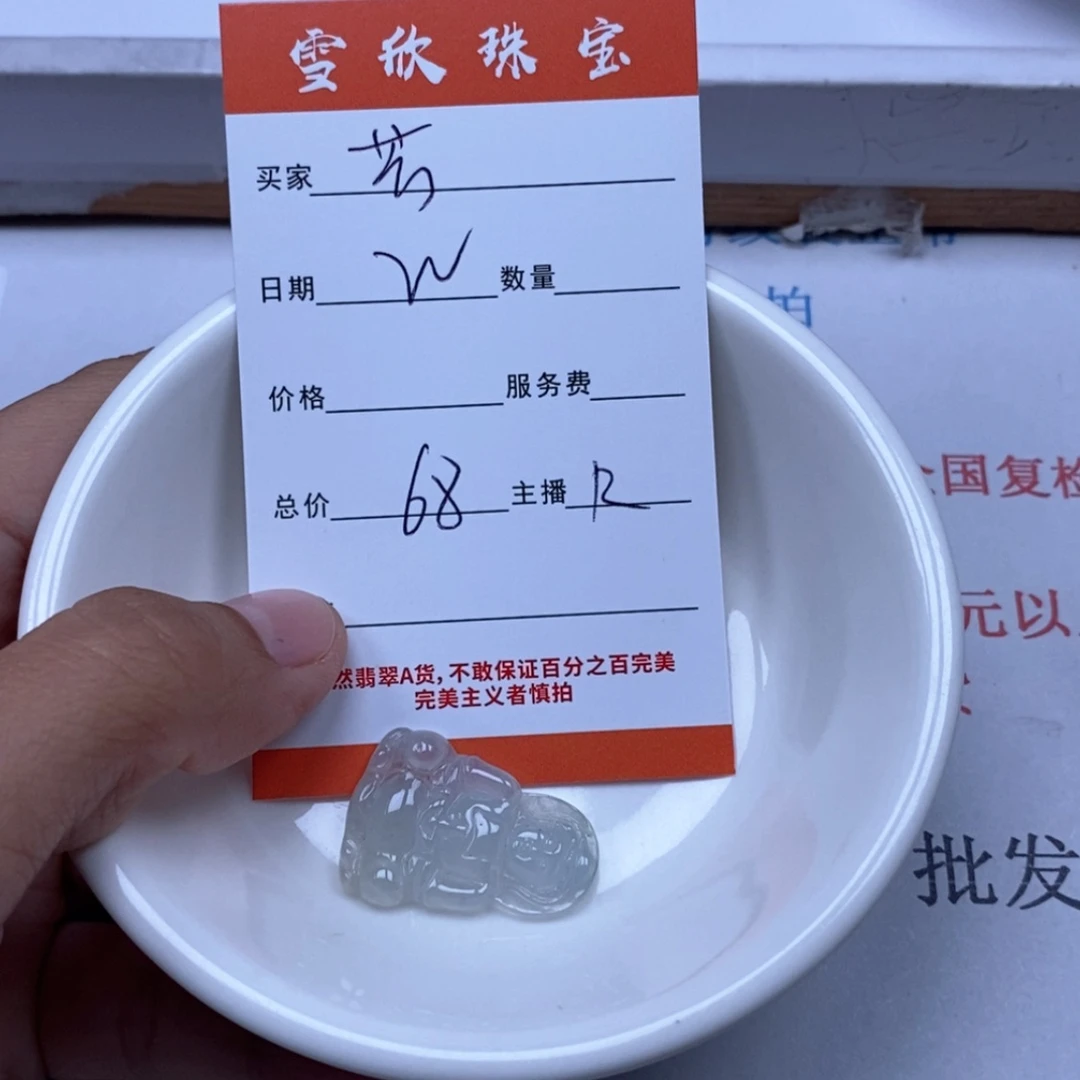 雪欣珠宝
买家 芸
日期 数量
价格 服务费
总价 68 主播 R
然翡翠A货,不敢保证百分之百完美
完美主义者慎拍
拍
全国复检
元以
批发